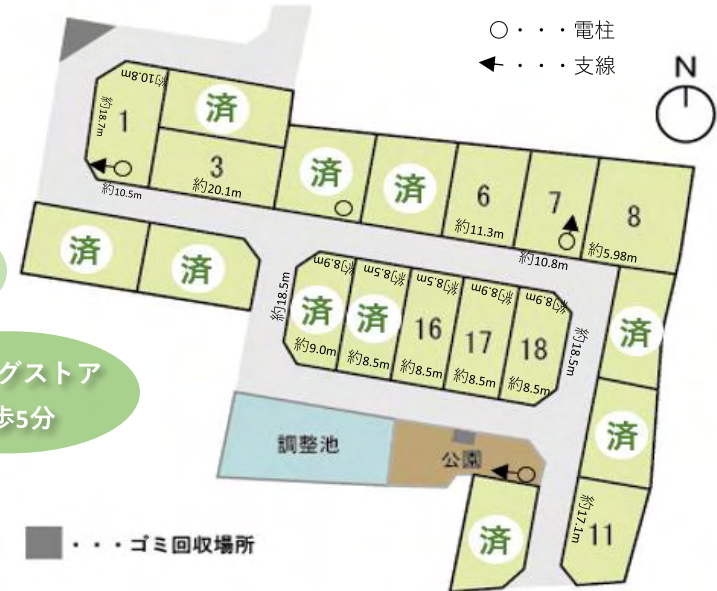 ○・・・電柱
・・・支線
N
約10.8m
約18.7m
1
約10.5m
済
3
約20.1m
済
済
6
約11.3m
7
約10.8m
8
約5.98m
済
済
約18.5m
約8.9m
済
約9.0m
約8.5m
済
約8.5m
約8.5m
16
約8.5m
約8.9m
17
約8.5m
約8.9m
18
約8.5m
約18.5m
済
済
グストア
歩5分
調整池
公園
済
約17.1m
11
・・・ゴミ回収場所